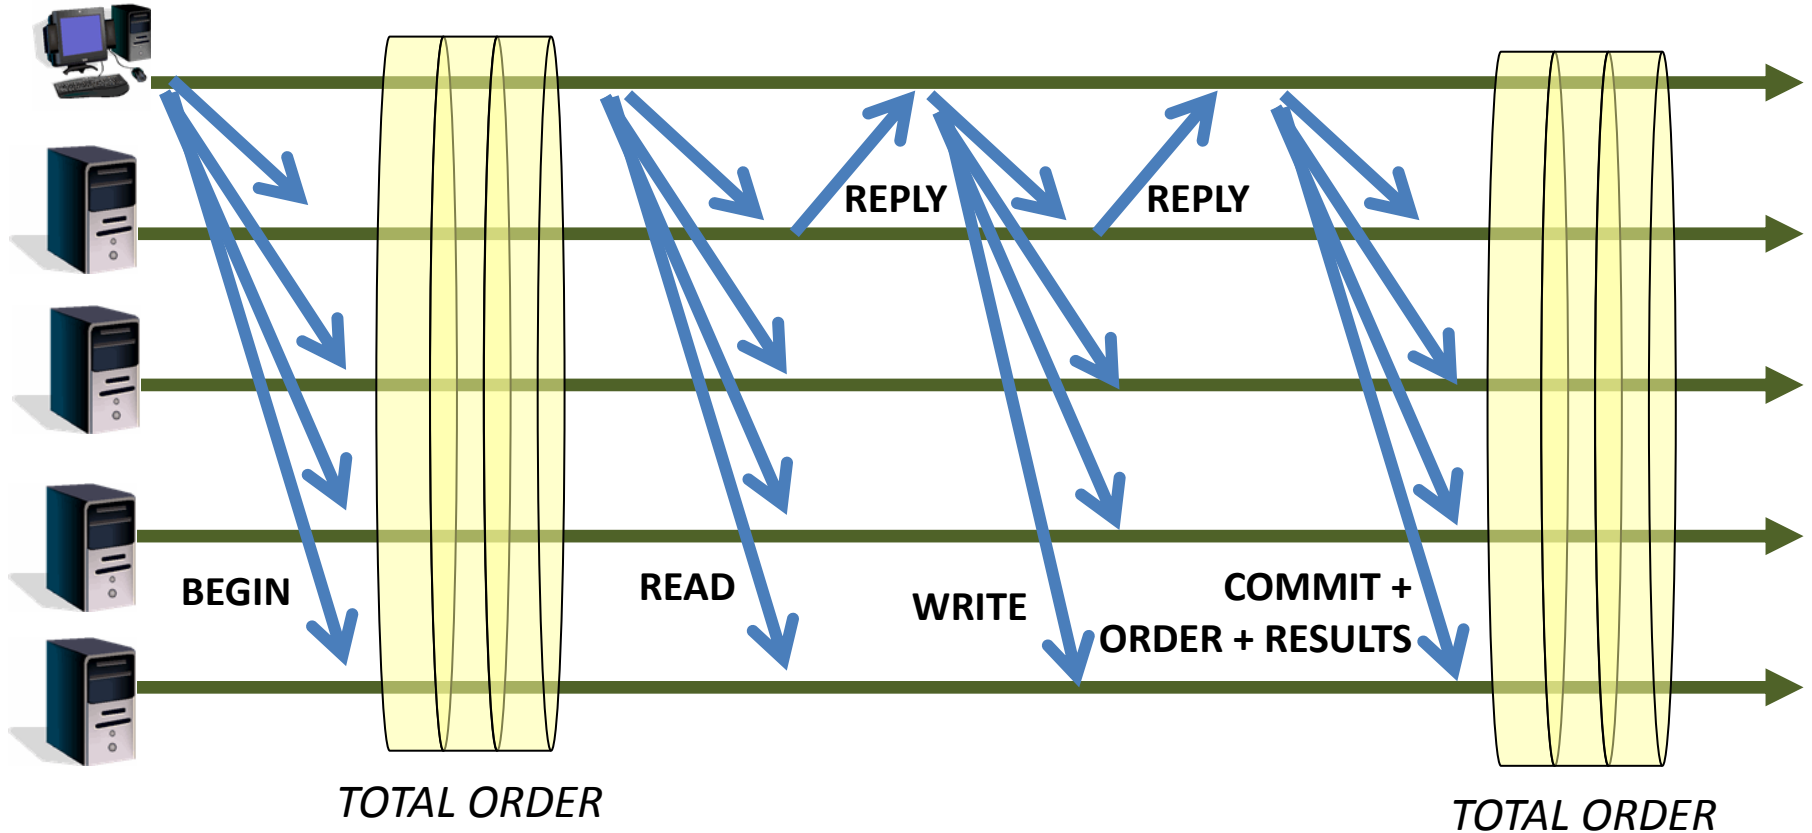 REPLY
REPLY
BEGIN
READ
WRITE
COMMIT +
ORDER + RESULTS
TOTAL ORDER
TOTAL ORDER